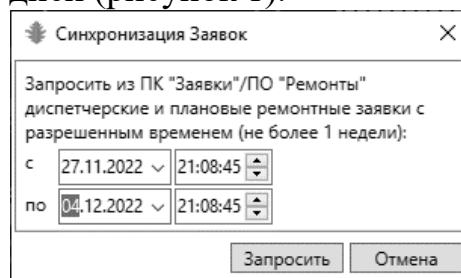 Синхронизация Заявок
Запросить из ПК "Заявки"/ПО "Ремонты"
диспетчерские и плановые ремонтные заявки с
разрешенным временем (не более 1 недели):
с 27.11.2022 21:08:45
по 04.12.2022 21:08:45
Запросить Отмена